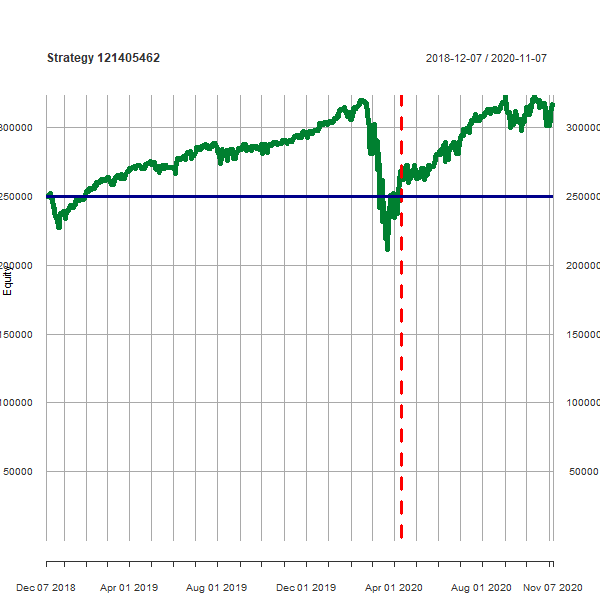 Strategy 121405462 2018-12-07 / 2020-11-07
300000 300000
250000 250000
200000 200000
Equity
150000 150000
100000 100000
50000 50000
Dec 07 2018 Apr 01 2019 Aug 01 2019 Dec 01 2019 Apr 01 2020 Aug 01 2020 Nov 07 2020